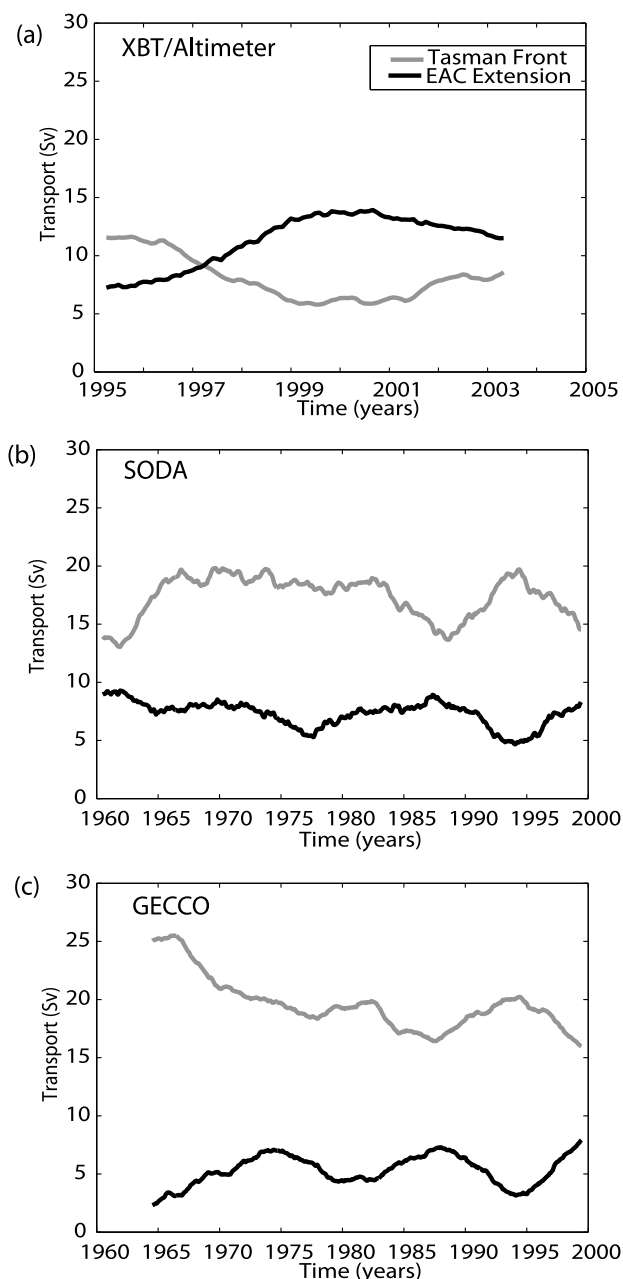 (a)
XBT/Altimeter
Tasman Front
EAC Extension
Transport (Sv)
30
25
20
15
10
5
0
1995 1997 1999 2001 2003 2005
Time (years)
(b)
SODA
Transport (Sv)
30
25
20
15
10
5
0
1960 1965 1970 1975 1980 1985 1990 1995 2000
Time (years)
(c)
GECCO
Transport (Sv)
30
25
20
15
10
5
0
1960 1965 1970 1975 1980 1985 1990 1995 2000
Time (years)